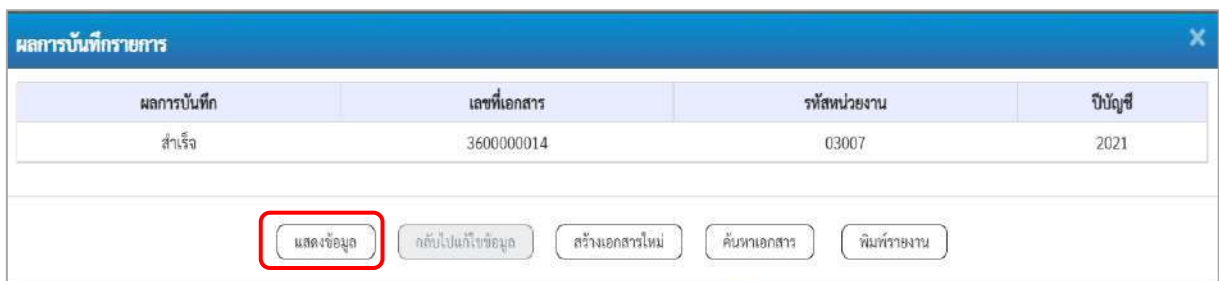 ผลการบันทึกรายการ
ผลการบันทึก เลขที่เอกสาร รหัสหน่วยงาน ปีบัญชี
สำเร็จ 3600000014 03007 2021
แสดงข้อมูล กลับไปแก้ไขข้อมูล สร้างเอกสารใหม่ ค้นหาเอกสาร พิมพ์รายงาน